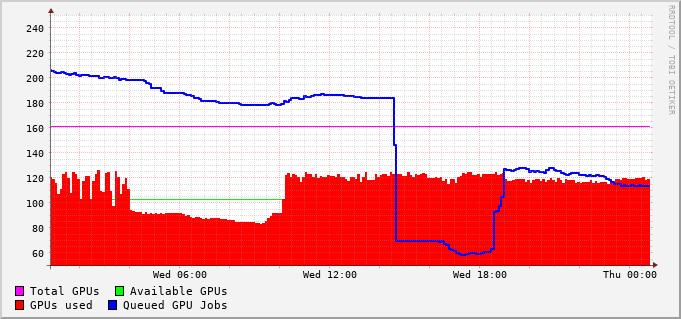 240
220
200
180
160
140
120
100
80
60
Wed 06:00 Wed 12:00 Wed 18:00 Thu 00:00
Total GPUs Available GPUs
GPUs used Queued GPU Jobs
RRDTOOL / TOBI OETIKER